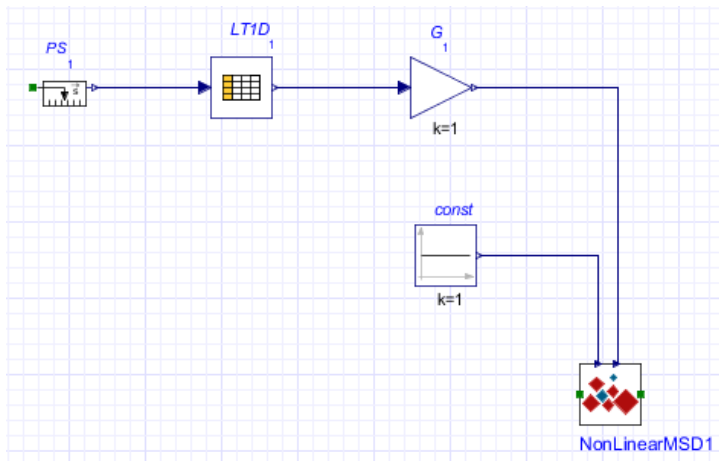 PS
1
s
LT1D
1
G
1
k=1
const
k=1
NonLinearMSD1